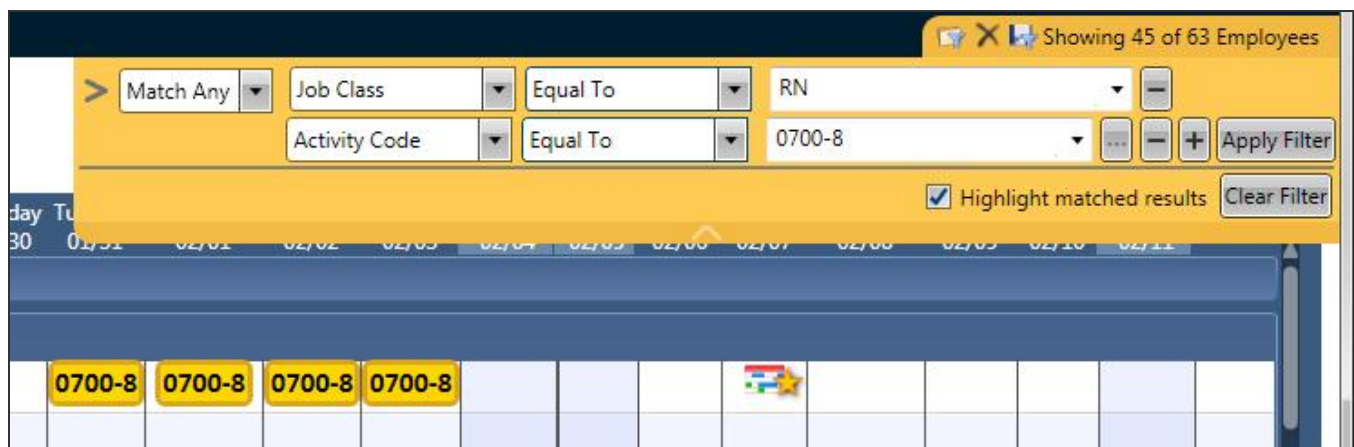 Showing 45 of 63 Employees
Match Any Job Class Equal To RN
Activity Code Equal To 0700-8 ... Apply Filter
Highlight matched results Clear Filter
day Tu
30 01/31 02/01 02/02 02/03 02/04 02/05 02/06 02/07 02/08 02/09 02/10 02/11
0700-8 0700-8 0700-8 0700-8